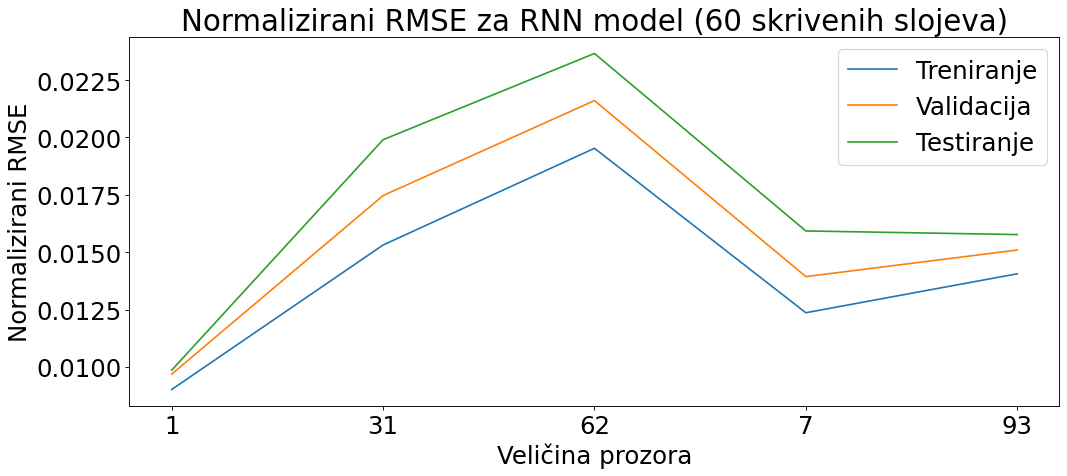 Normalizirani RMSE za RNN model (60 skrivenih slojeva)
Normalizirani RMSE
0.0225
0.0200
0.0175
0.0150
0.0125
0.0100
Treniranje
Validacija
Testiranje
1 31 62 7 93
Veličina prozora